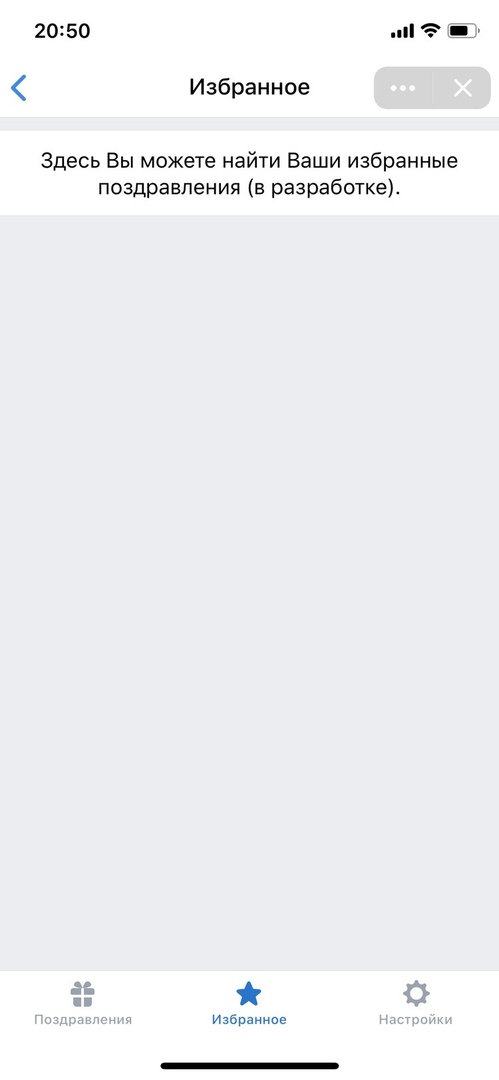 20:50
Избранное
Здесь Вы можете найти Ваши избранные
поздравления (в разработке).
Поздравления
Избранное
Настройки